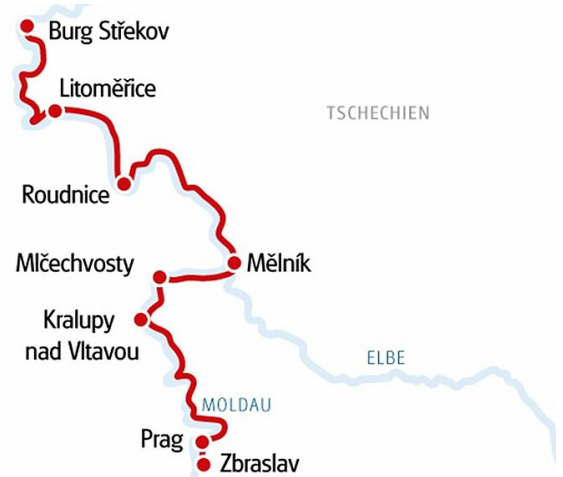 Burg Střekov
Litoměřice
TSCHECHIEN
Roudnice
Mlčechvosty
Mělník
Kralupy
nad Vltavou
ELBE
MOLDAU
Prag
Zbraslav